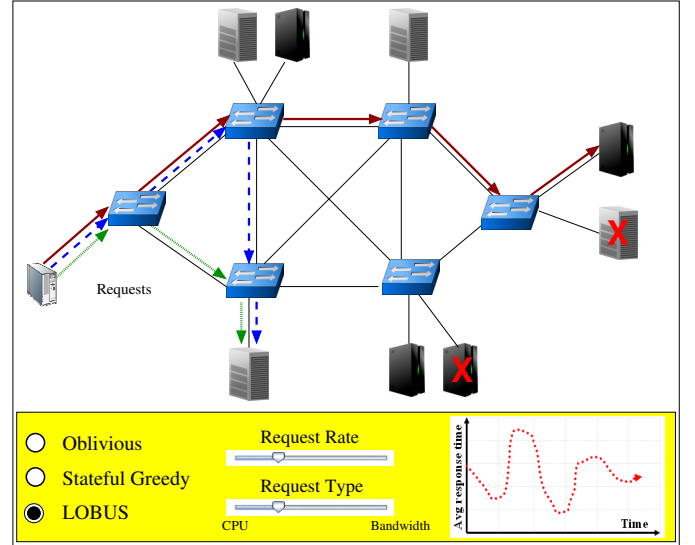 X
Requests
X
Oblivious
Stateful Greedy
LOBUS
Request Rate
Request Type
CPU
Bandwidth
Avg response time
Time